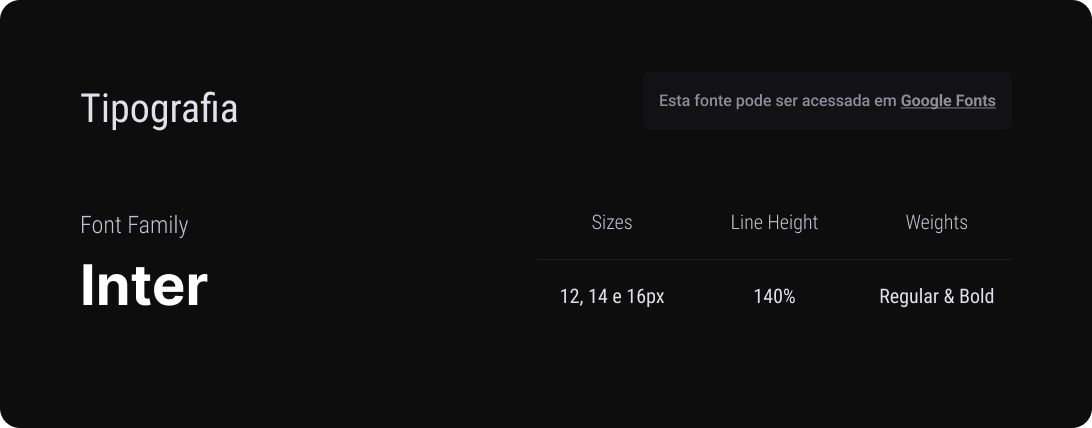 Tipografia
Esta fonte pode ser acessada em Google Fonts
Font Family
Inter
Sizes
Line Height
Weights
12, 14 e 16px
140%
Regular & Bold